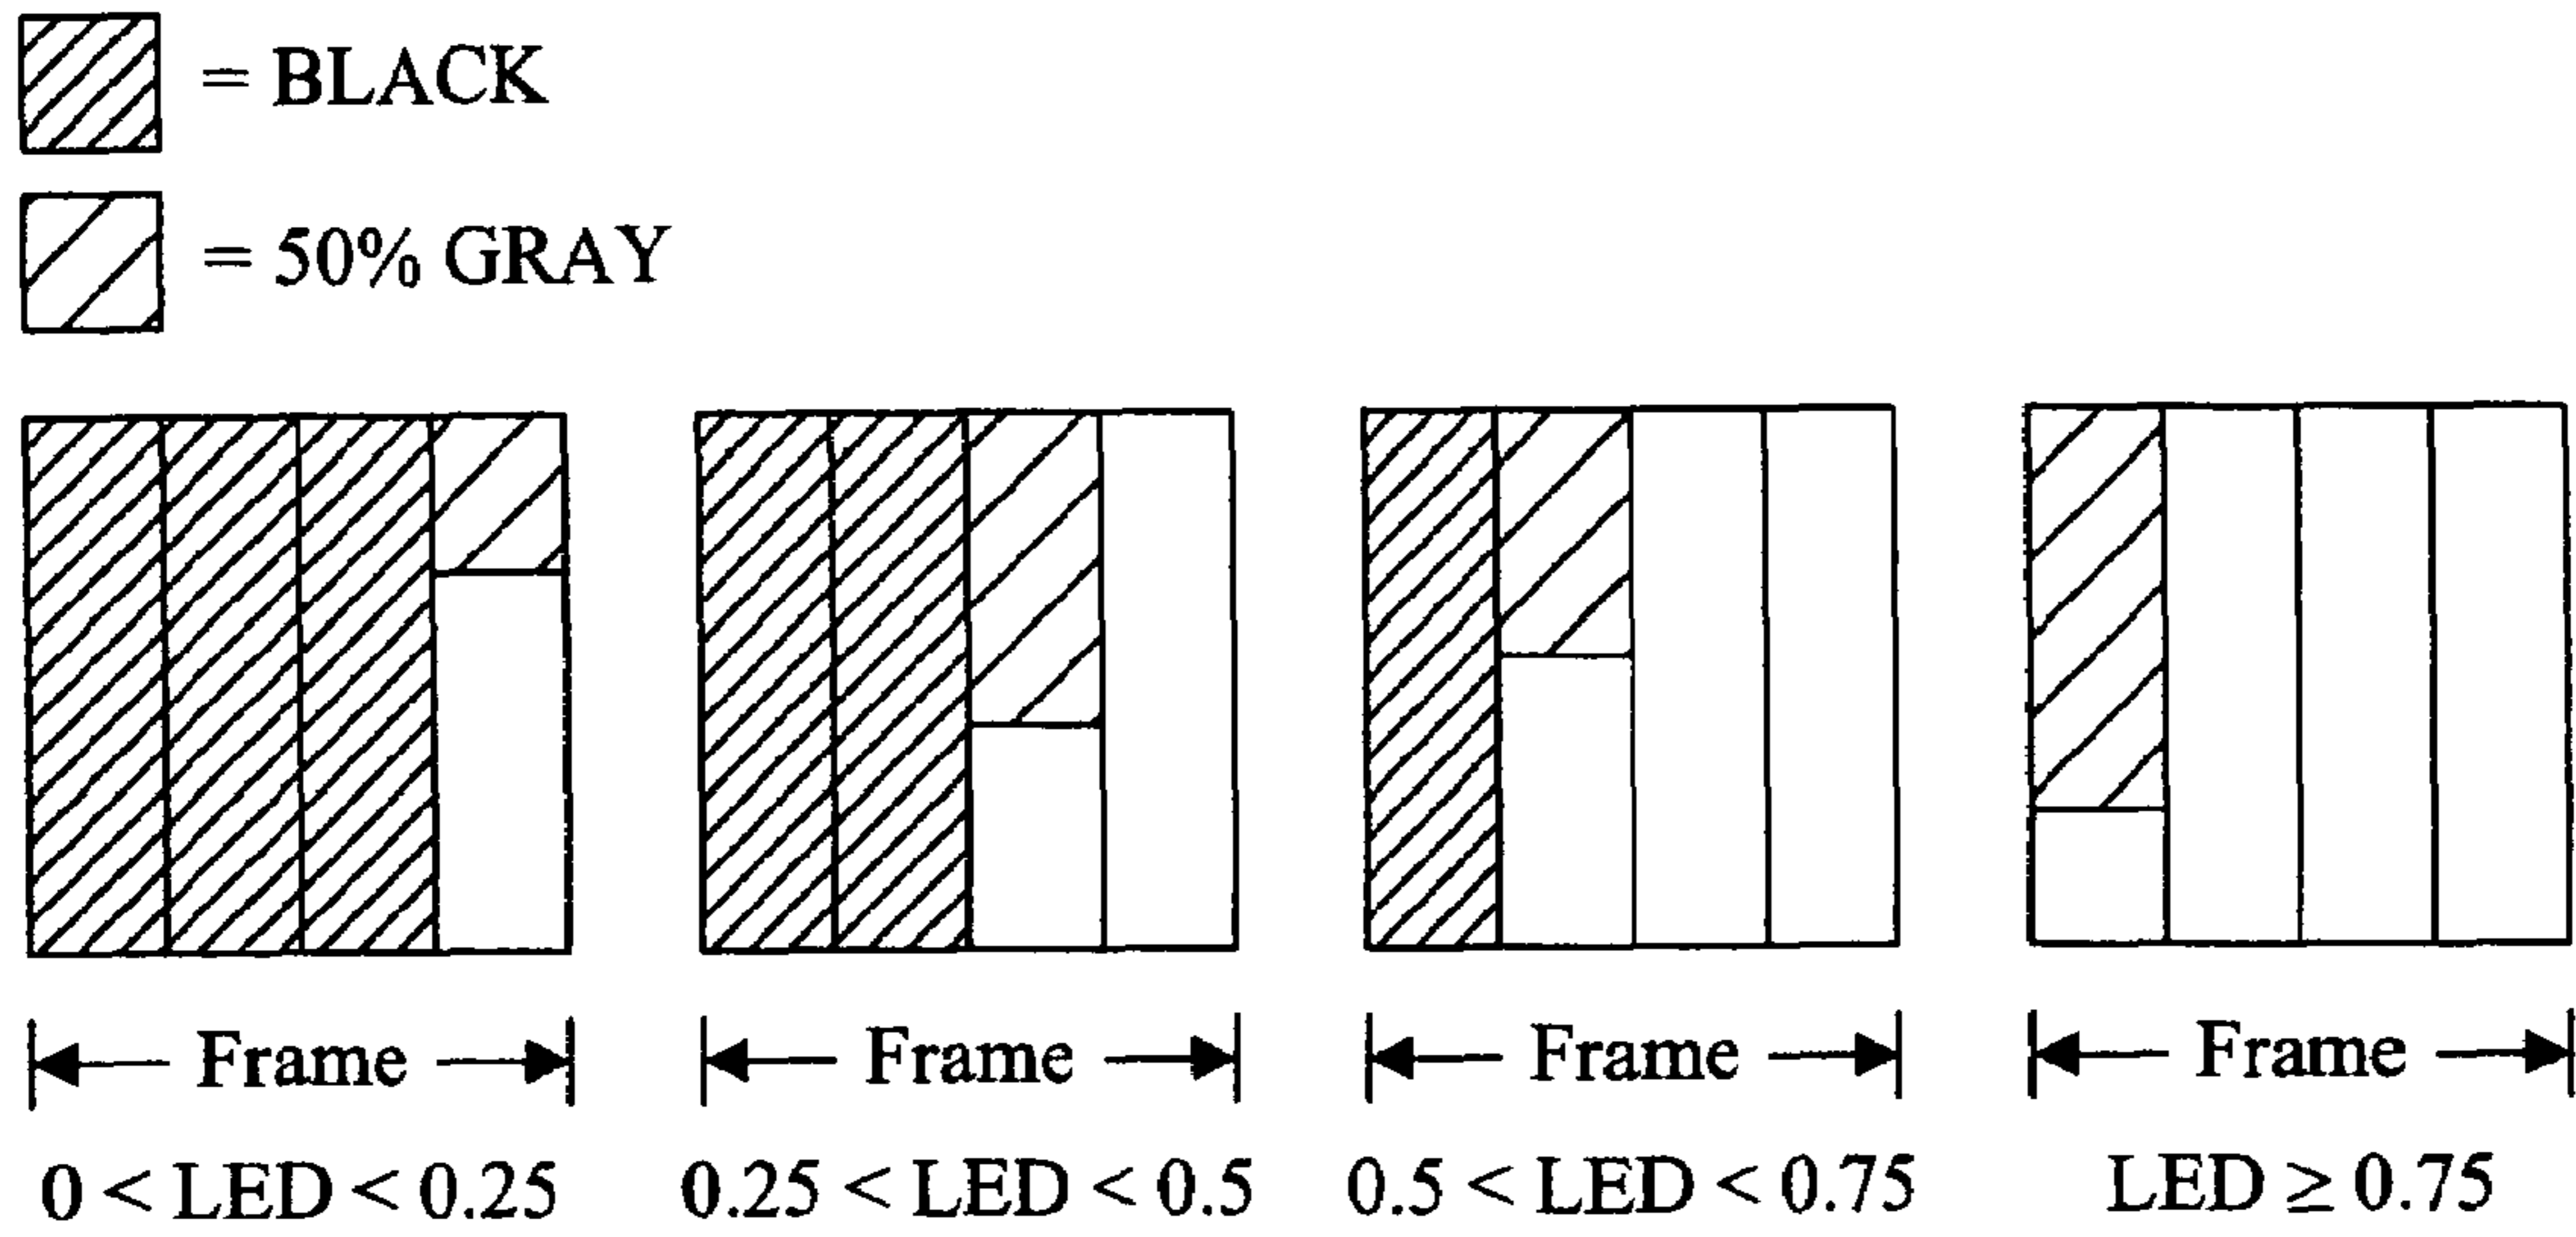 = BLACK
= 50% GRAY
Frame Frame Frame Frame
0 < LED < 0.25 0.25 < LED < 0.5 0.5 < LED < 0.75 LED ≥ 0.75